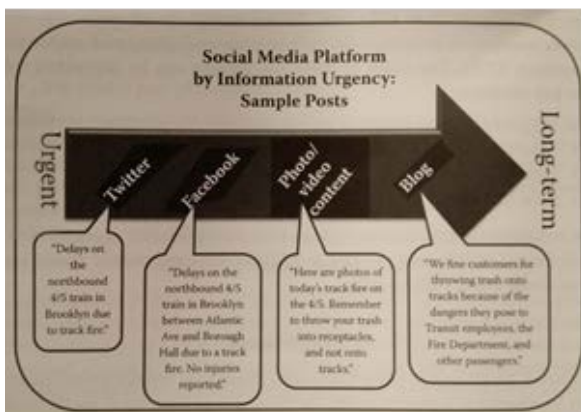 Social Media Platform
by Information Urgency:
Sample Posts
Urgent
Long-term
Twitter
Facebook
Photo/
video
content
Blog
"Delays on
the
northbound
4/5 train in
Brooklyn due
to track fire."
"Delays on the
northbound 4/5
train in Brooklyn
between Atlantic
Ave and Borough
Hall due to a track
fire. No injuries
reported."
"Here are photos of
today's track fire on
the 4/5. Remember
to throw your trash
into receptacles,
and not onto
tracks."
"We fine customers for
throwing trash onto
tracks because of the
dangers they pose to
Transit employees, the
Fire Department, and
other passengers."